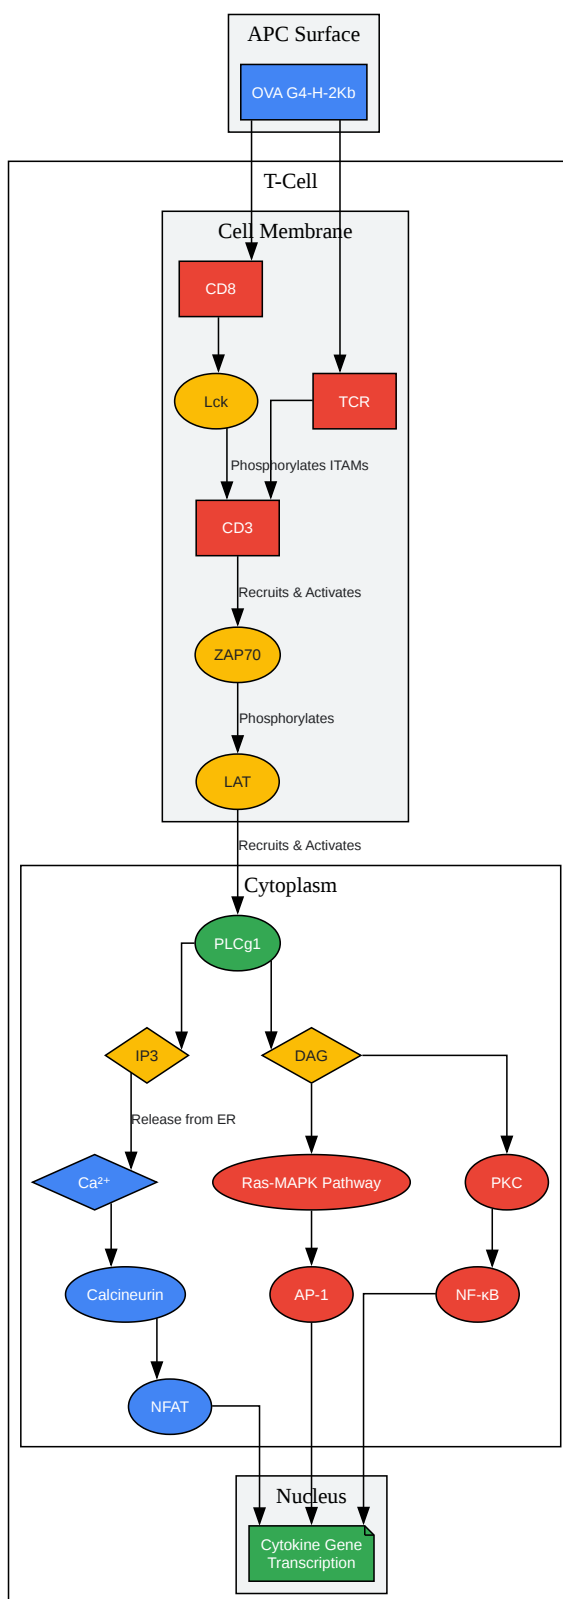 APC Surface
OVA G4-H-2Kb
T-Cell
Cell Membrane
CD8
Lck
TCR
Phosphorylates ITAMs
CD3
Recruits & Activates
ZAP70
Phosphorylates
LAT
Recruits & Activates
Cytoplasm
PLCg1
IP3
DAG
Release from ER
Ca²⁺
Ras-MAPK Pathway
PKC
Calcineurin
AP-1
NF-κB
NFAT
Nucleus
Cytokine Gene
Transcription